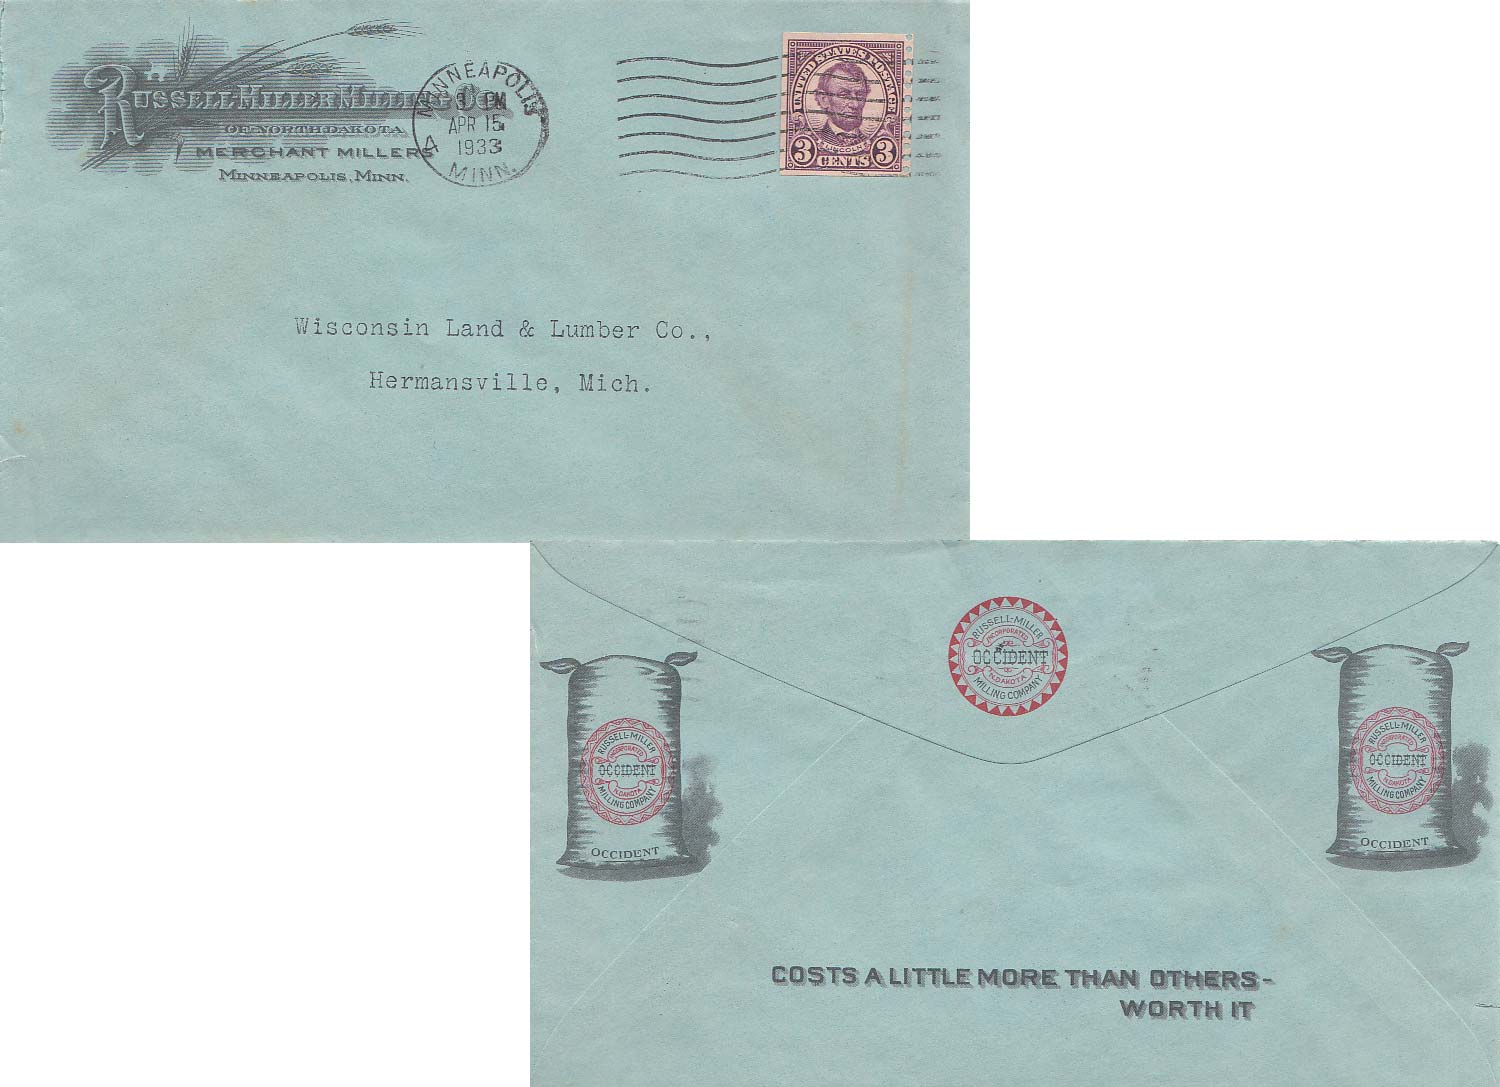 RUSSELL-MILLER MILLING CO.
OF NORTH DAKOTA
MERCHANT MILLERS
MINNEAPOLIS, MINN.
MINNEAPOLIS
PM
APR 15
1933
MINN.
UNITED STATES POSTAGE
LINCOLN
3 CENTS 3
Wisconsin Land & Lumber Co.,
Hermansville, Mich.
RUSSELL-MILLER
INCORPORATED
OCCIDENT
N.DAKOTA
MILLING COMPANY
RUSSELL-MILLER
INCORPORATED
OCCIDENT
N.DAKOTA
MILLING COMPANY
OCCIDENT
RUSSELL-MILLER
INCORPORATED
OCCIDENT
N.DAKOTA
MILLING COMPANY
OCCIDENT
COSTS A LITTLE MORE THAN OTHERS-
WORTH IT